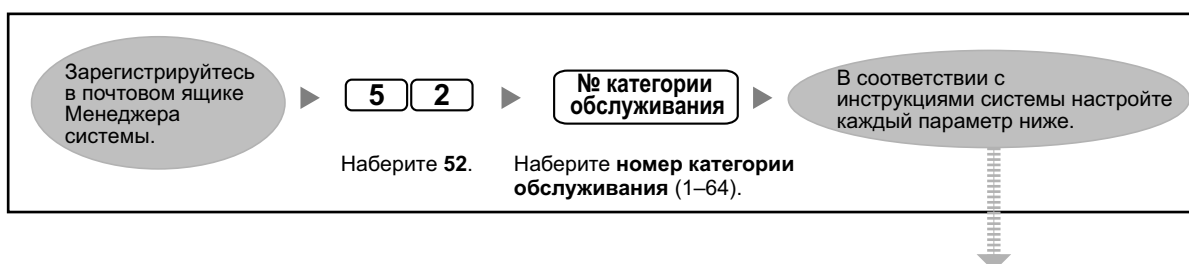 Зарегистрируйтесь
в почтовом ящике
Менеджера
системы.
5 2
Наберите 52.
№ категории
обслуживания
Наберите номер категории
обслуживания (1–64).
В соответствии с
инструкциями системы настройте
каждый параметр ниже.